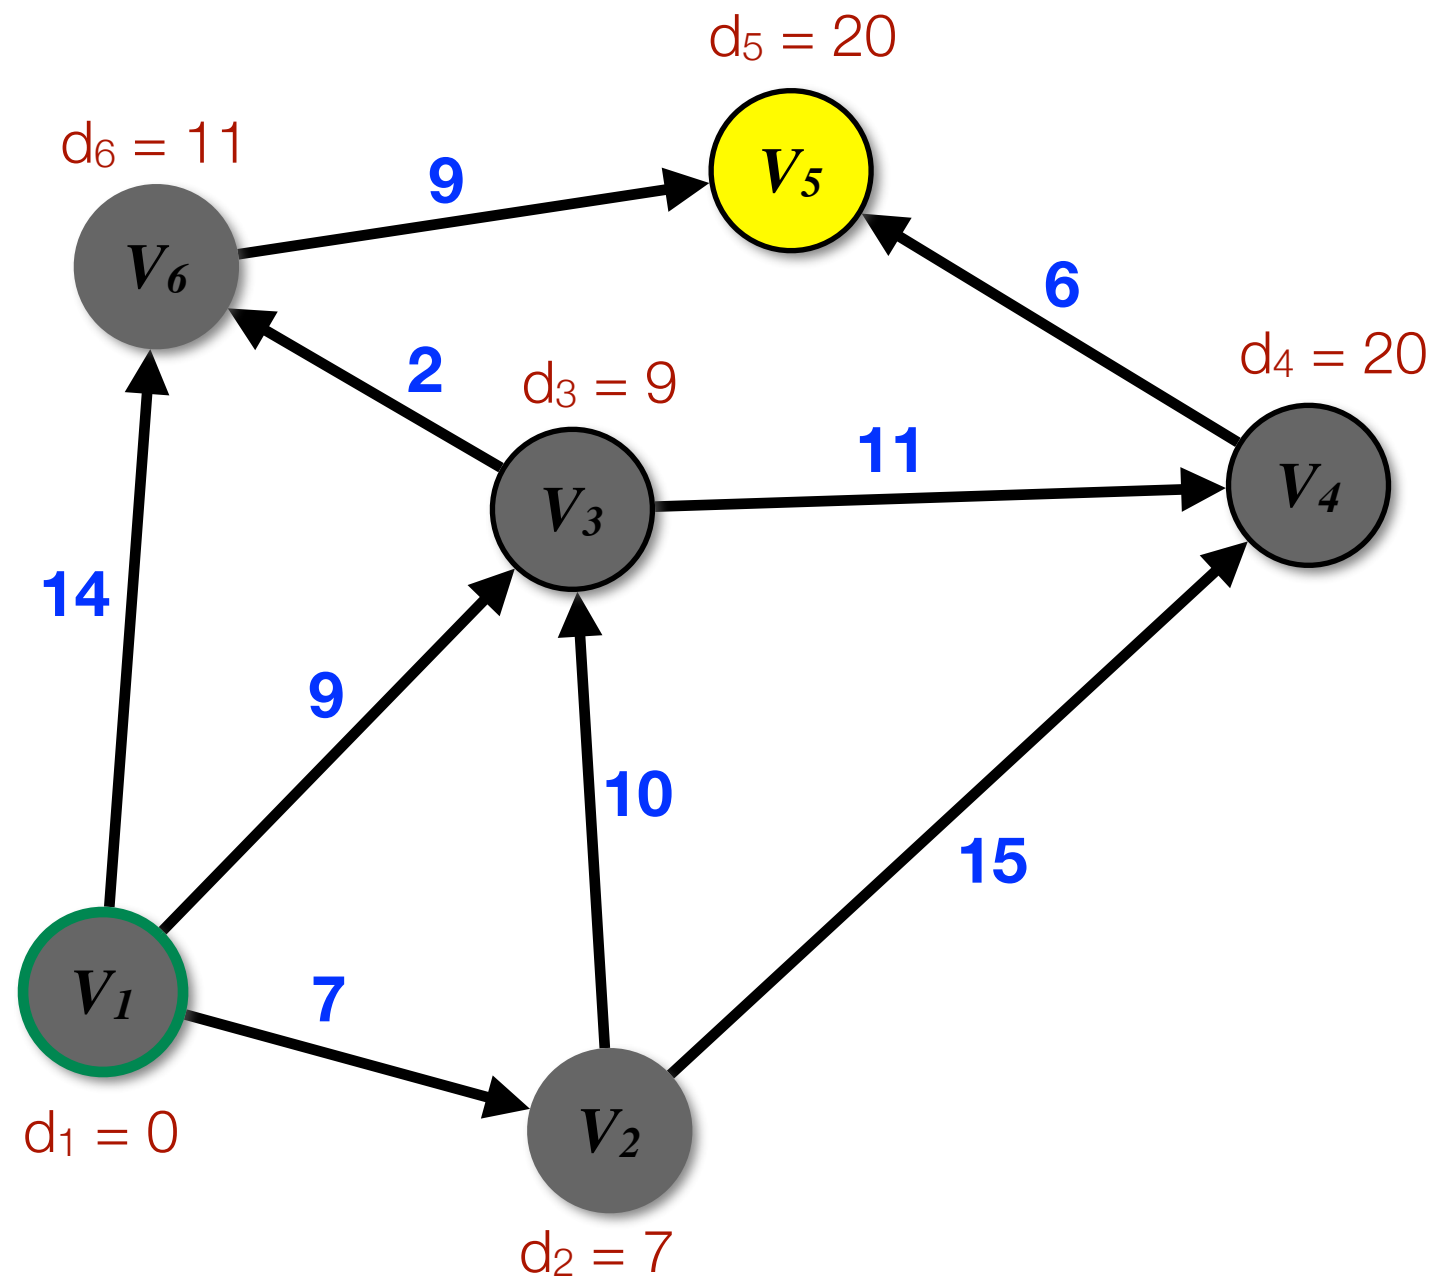 d₅ = 20
d₆ = 11
9
V₅
V₆
6
2
d₃ = 9
d₄ = 20
11
V₃
V₄
14
9
10
15
V₁
7
d₁ = 0
V₂
d₂ = 7